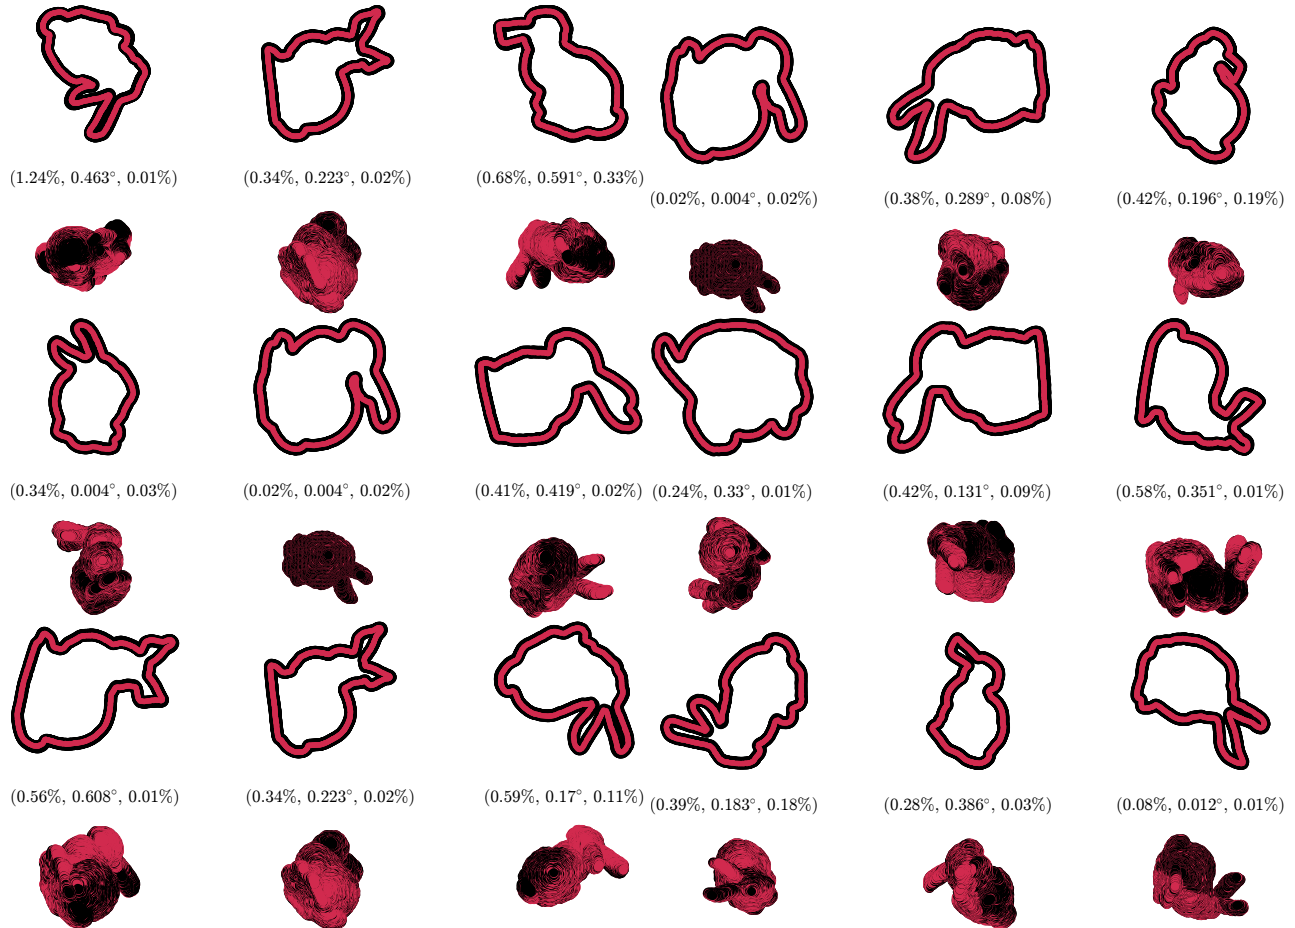 (1.24%, 0.463°, 0.01%)
(0.34%, 0.223°, 0.02%)
(0.68%, 0.591°, 0.33%)
(0.02%, 0.004°, 0.02%)
(0.38%, 0.289°, 0.08%)
(0.42%, 0.196°, 0.19%)
(0.34%, 0.004°, 0.03%)
(0.02%, 0.004°, 0.02%)
(0.41%, 0.419°, 0.02%)
(0.24%, 0.33°, 0.01%)
(0.42%, 0.131°, 0.09%)
(0.58%, 0.351°, 0.01%)
(0.56%, 0.608°, 0.01%)
(0.34%, 0.223°, 0.02%)
(0.59%, 0.17°, 0.11%)
(0.39%, 0.183°, 0.18%)
(0.28%, 0.386°, 0.03%)
(0.08%, 0.012°, 0.01%)